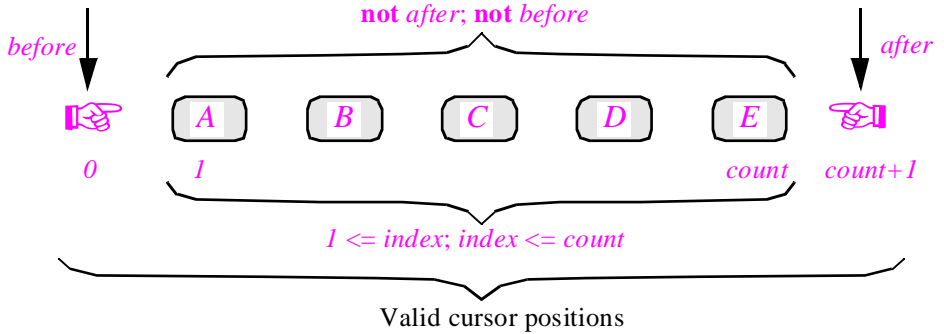 not after; not before
before after
A B C D E
0 1 count count+1
1 <= index; index <= count
Valid cursor positions